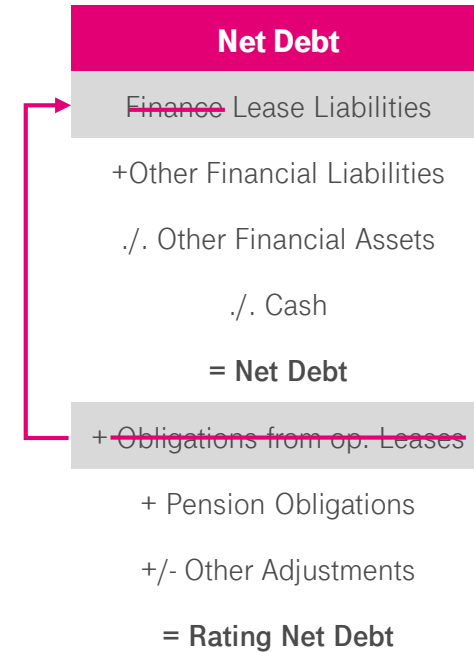 Net Debt
Finance Lease Liabilities
+Other Financial Liabilities
./. Other Financial Assets
./. Cash
= Net Debt
+ Obligations from op. Leases
+ Pension Obligations
+/- Other Adjustments
= Rating Net Debt